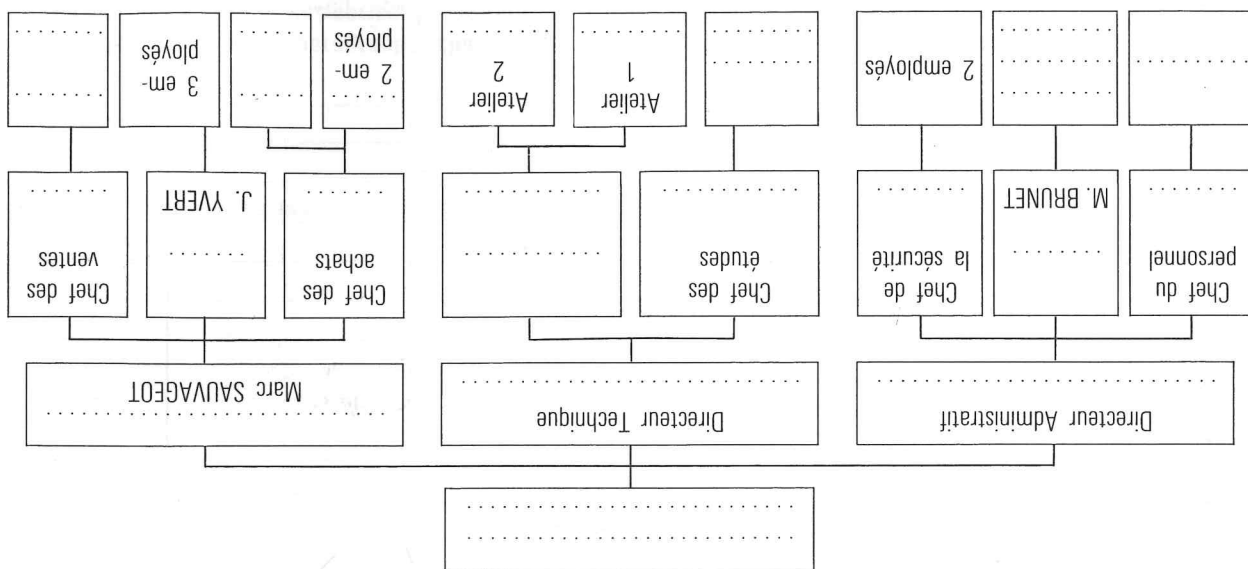 Directeur Administratif
Directeur Technique
Marc SAUVAGEOT
Chef du
personnel
M. BRUNET
Chef de
la sécurité
Chef des
études
Chef des
achats
J. YVERT
Chef des
ventes
2 employés
Atelier
1
Atelier
2
2 em-
ployés
3 em-
ployés